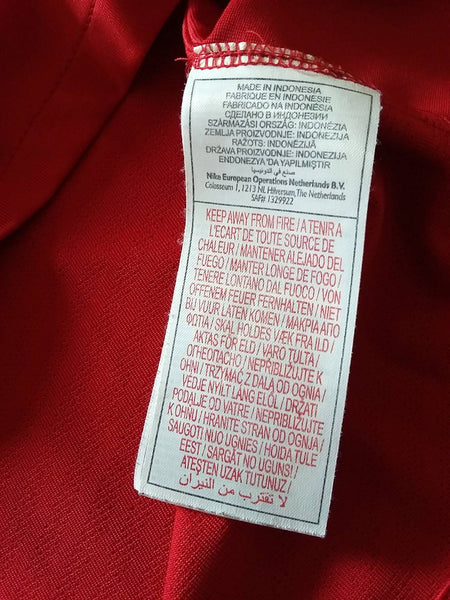 MADE IN INDONESIA
FABRIQUE EN INDONESIE
FABRICADO NA INDONÉSIA
СДЕЛАНО В ИНДОНЕЗИИ
SZÁRMAZÁSI ORSZÁG: INDONÉZIA
ZEMLJA PROIZVODNJE: INDONEZIJA
RAŽOTS: INDONĒZIJĀ
DRŽAVA PROIZVODNJE: INDONEZIJA
ENDONEZYA'DA YAPILMIŞTIR
صنع في اندونيسيا
Nike European Operations Netherlands B.V.
Colosseum 1, 1213 NL Hilversum, The Netherlands
SAF# 1329922
KEEP AWAY FROM FIRE / A TENIR A
L'ECART DE TOUTE SOURCE DE
CHALEUR / MANTENER ALEJADO DEL
FUEGO / MANTER LONGE DE FOGO /
TENERE LONTANO DAL FUOCO / VON
OFFENEM FEUER FERNHALTEN / NIET
BIJ VUUR LATEN KOMEN / ΜΑΚΡΙΑ ΑΠΟ
ΦΩΤΙΑ / SKAL HOLDES VÆK FRA ILD /
AKTAS FÖR ELD / VARO TULTA /
ОГНЕОПАСНО / NEPŘIBLIŽUJTE K
OHNI / TRZYMAĆ Z DALA OD OGNIA /
VEDJE NYÍLT LÁNG ELŐL / DRŽATI
PODALJE OD VATRE / NEPRIBLIŽUJTE
K OHNU / HRANITE STRAN OD OGNJA /
SAUGOTI NUO UGNIES / HOIDA TULE
EEST / SARGĀT NO UGUNS! /
ATEŞTEN UZAK TUTUNUZ /
لا تقترب من النيران